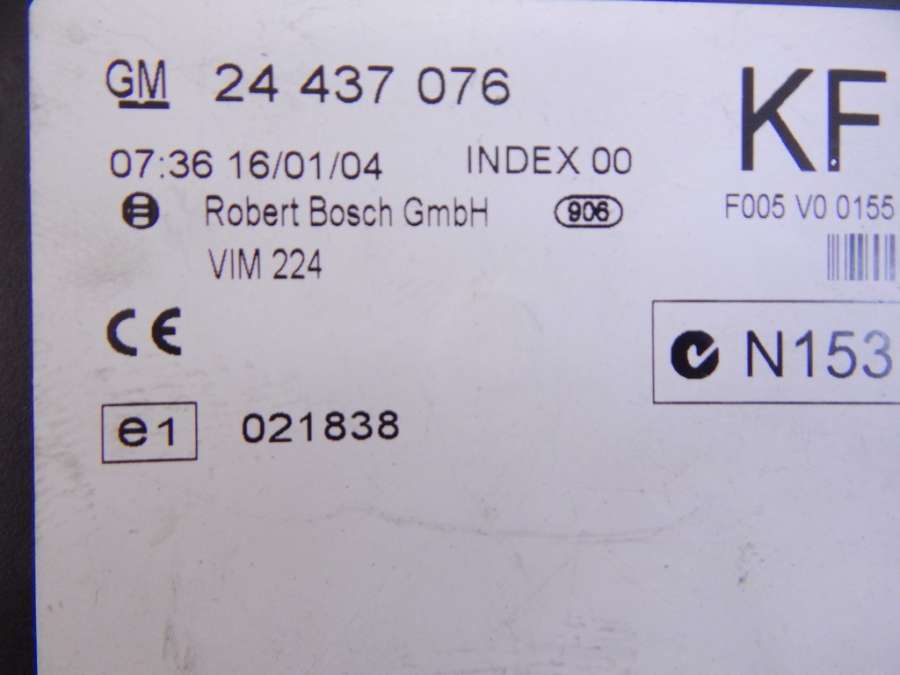 GM 24 437 076
KF
07:36 16/01/04 INDEX 00
Robert Bosch GmbH 906
F005 V0 0155
VIM 224
CE
N153
e1 021838